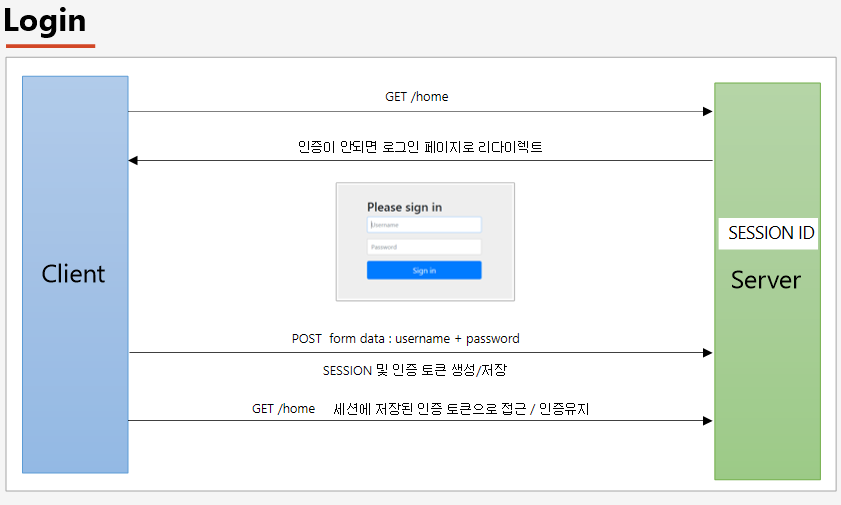 Login
GET /home
인증이 안되면 로그인 페이지로 리다이렉트
Please sign in
Username
Password
Sign in
SESSION ID
Client
Server
POST form data : username + password
SESSION 및 인증 토큰 생성/저장
GET /home 세션에 저장된 인증 토큰으로 접근 / 인증유지